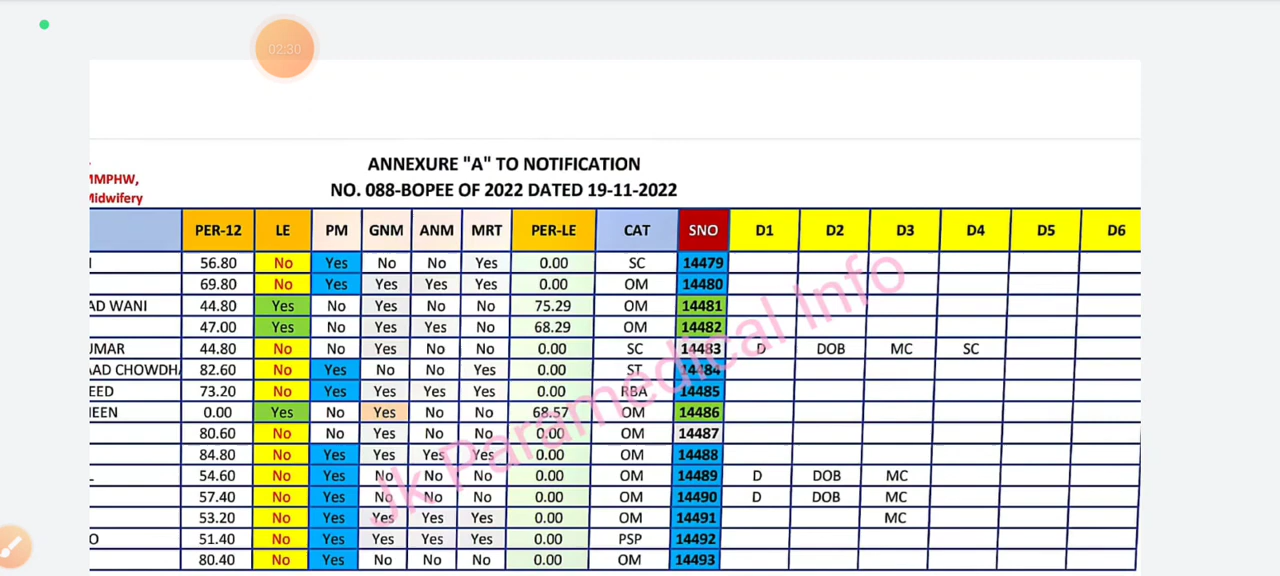 02:30
ANNEXURE "A" TO NOTIFICATION
MMPHW,
NO. 088-BOPEE OF 2022 DATED 19-11-2022
Midwifery
PER-12 LE PM GNM ANM MRT PER-LE CAT SNO D1 D2 D3 D4 D5 D6
56.80 No Yes No No Yes 0.00 SC 14479
69.80 No Yes Yes Yes Yes 0.00 OM 14480
AD WANI 44.80 Yes No Yes No No 75.29 OM 14481
47.00 Yes No Yes Yes No 68.29 OM 14482
UMAR 44.80 No No Yes No No 0.00 SC 14483 D DOB MC SC
AAD CHOWDHA 82.60 No Yes No No Yes 0.00 ST 14484
EED 73.20 No Yes Yes Yes Yes 0.00 RBA 14485
EEN 0.00 Yes No Yes No No 68.57 OM 14486
80.60 No No Yes No No 0.00 OM 14487
84.80 No Yes Yes Yes Yes 0.00 OM 14488
54.60 No Yes No No No 0.00 OM 14489 D DOB MC
57.40 No Yes No No No 0.00 OM 14490 D DOB MC
53.20 No Yes Yes Yes Yes 0.00 OM 14491 MC
O 51.40 No Yes Yes Yes Yes 0.00 PSP 14492
80.40 No Yes No No No 0.00 OM 14493
Jk Paramedical Info